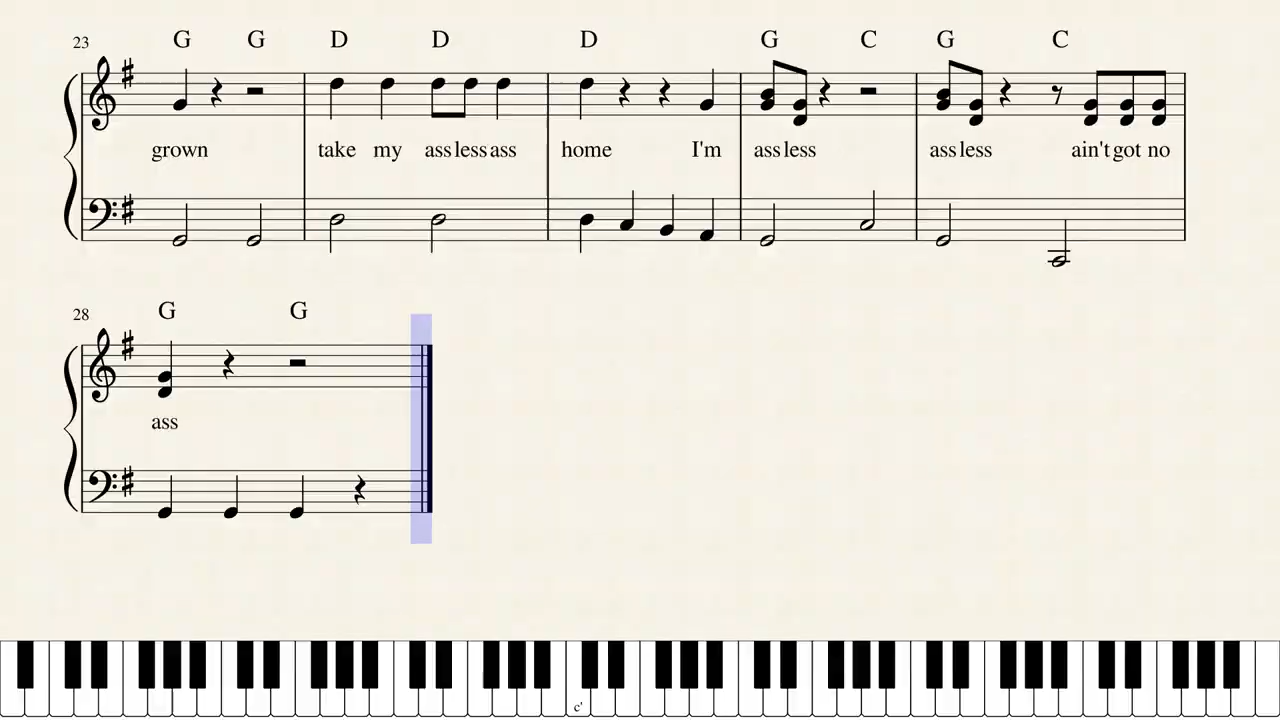 23 G G D D D G C G C
grown take my ass less ass home I'm ass less ass less ain't got no
28 G G
ass
c'